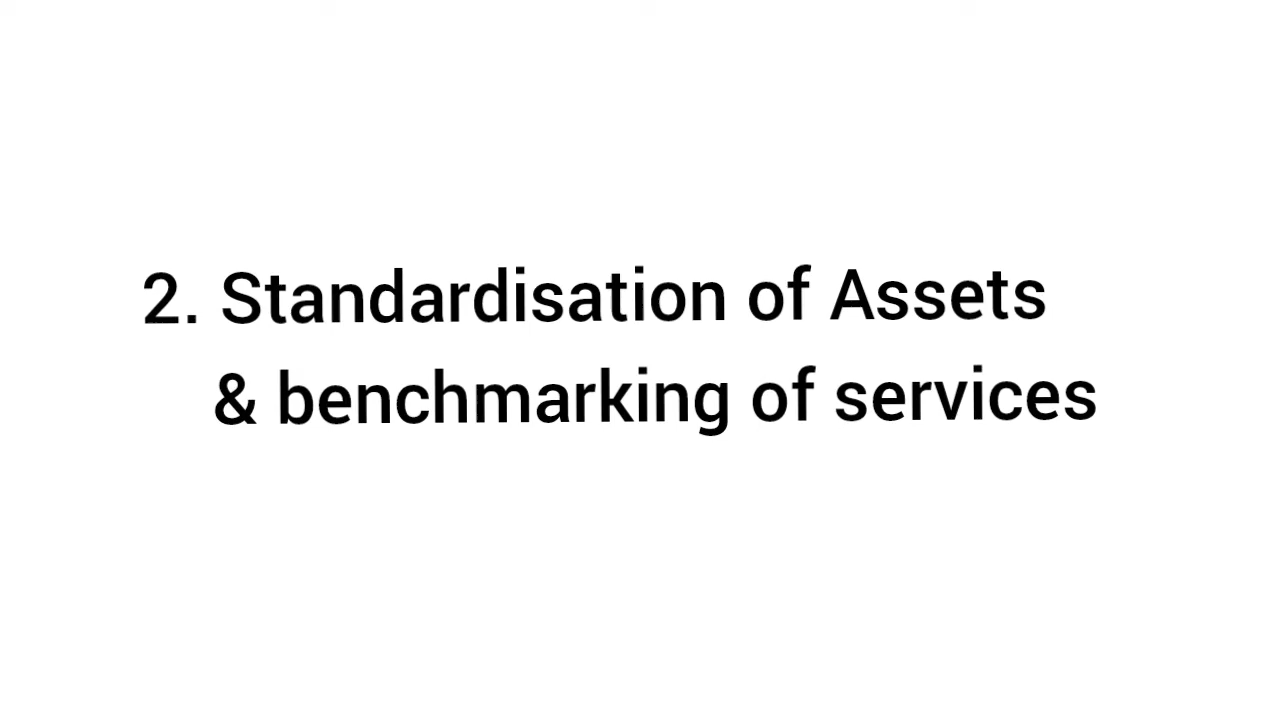 2. Standardisation of Assets
& benchmarking of services